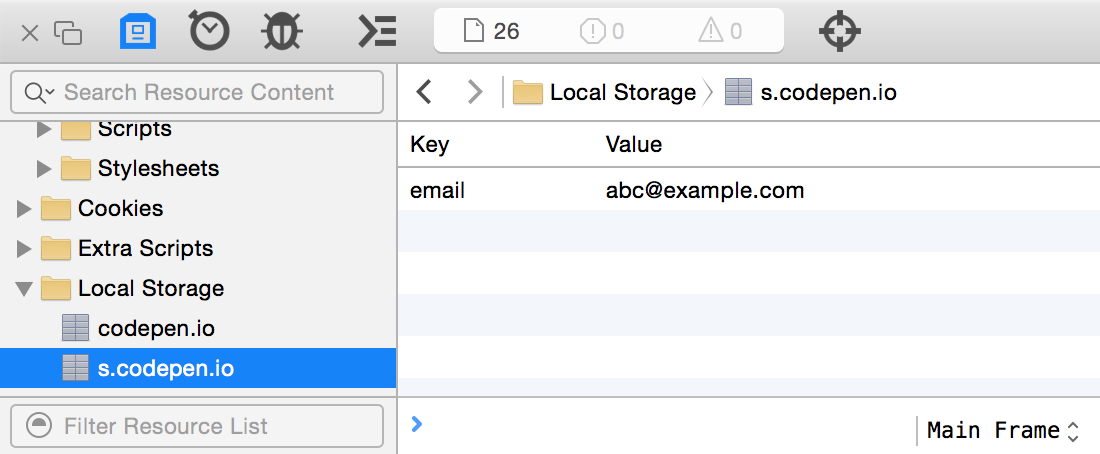 26 0 0
Search Resource Content
Local Storage s.codepen.io
Scripts
Stylesheets
Cookies
Extra Scripts
Local Storage
codepen.io
s.codepen.io
Key Value
email abc@example.com
Filter Resource List
Main Frame